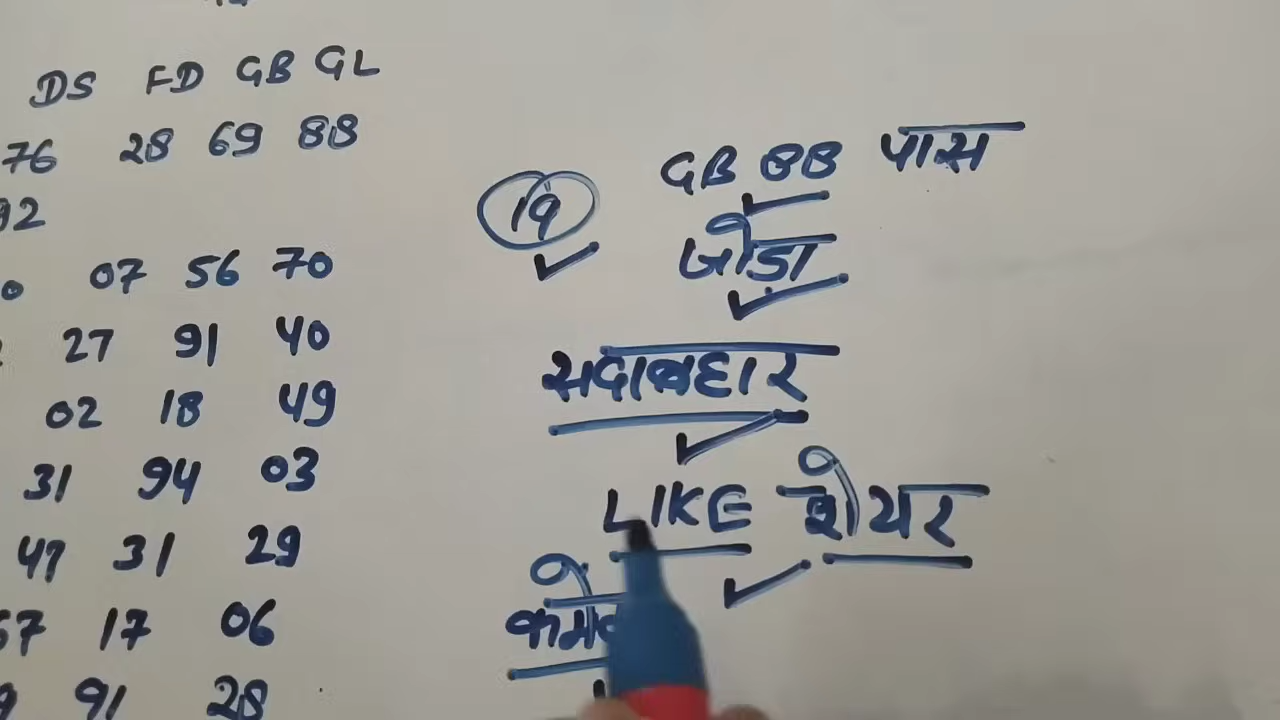 DS FD GB GL
76 28 69 88
92
07 56 70
27 91 40
02 18 49
31 94 03
47 31 29
67 17 06
91 28
19
GB 88 पास
जोड़ा
सदाबहार
LIKE शेयर